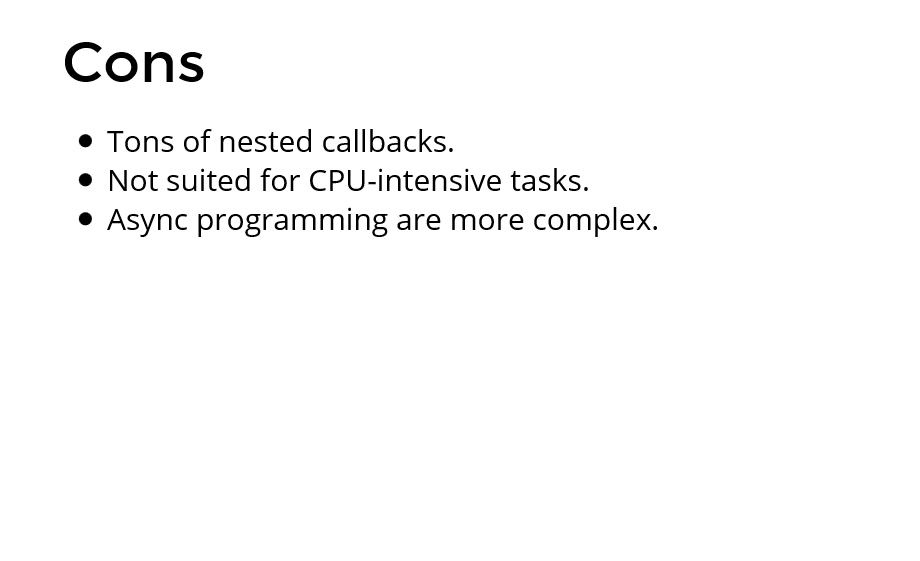 Cons
• Tons of nested callbacks.
• Not suited for CPU-intensive tasks.
• Async programming are more complex.